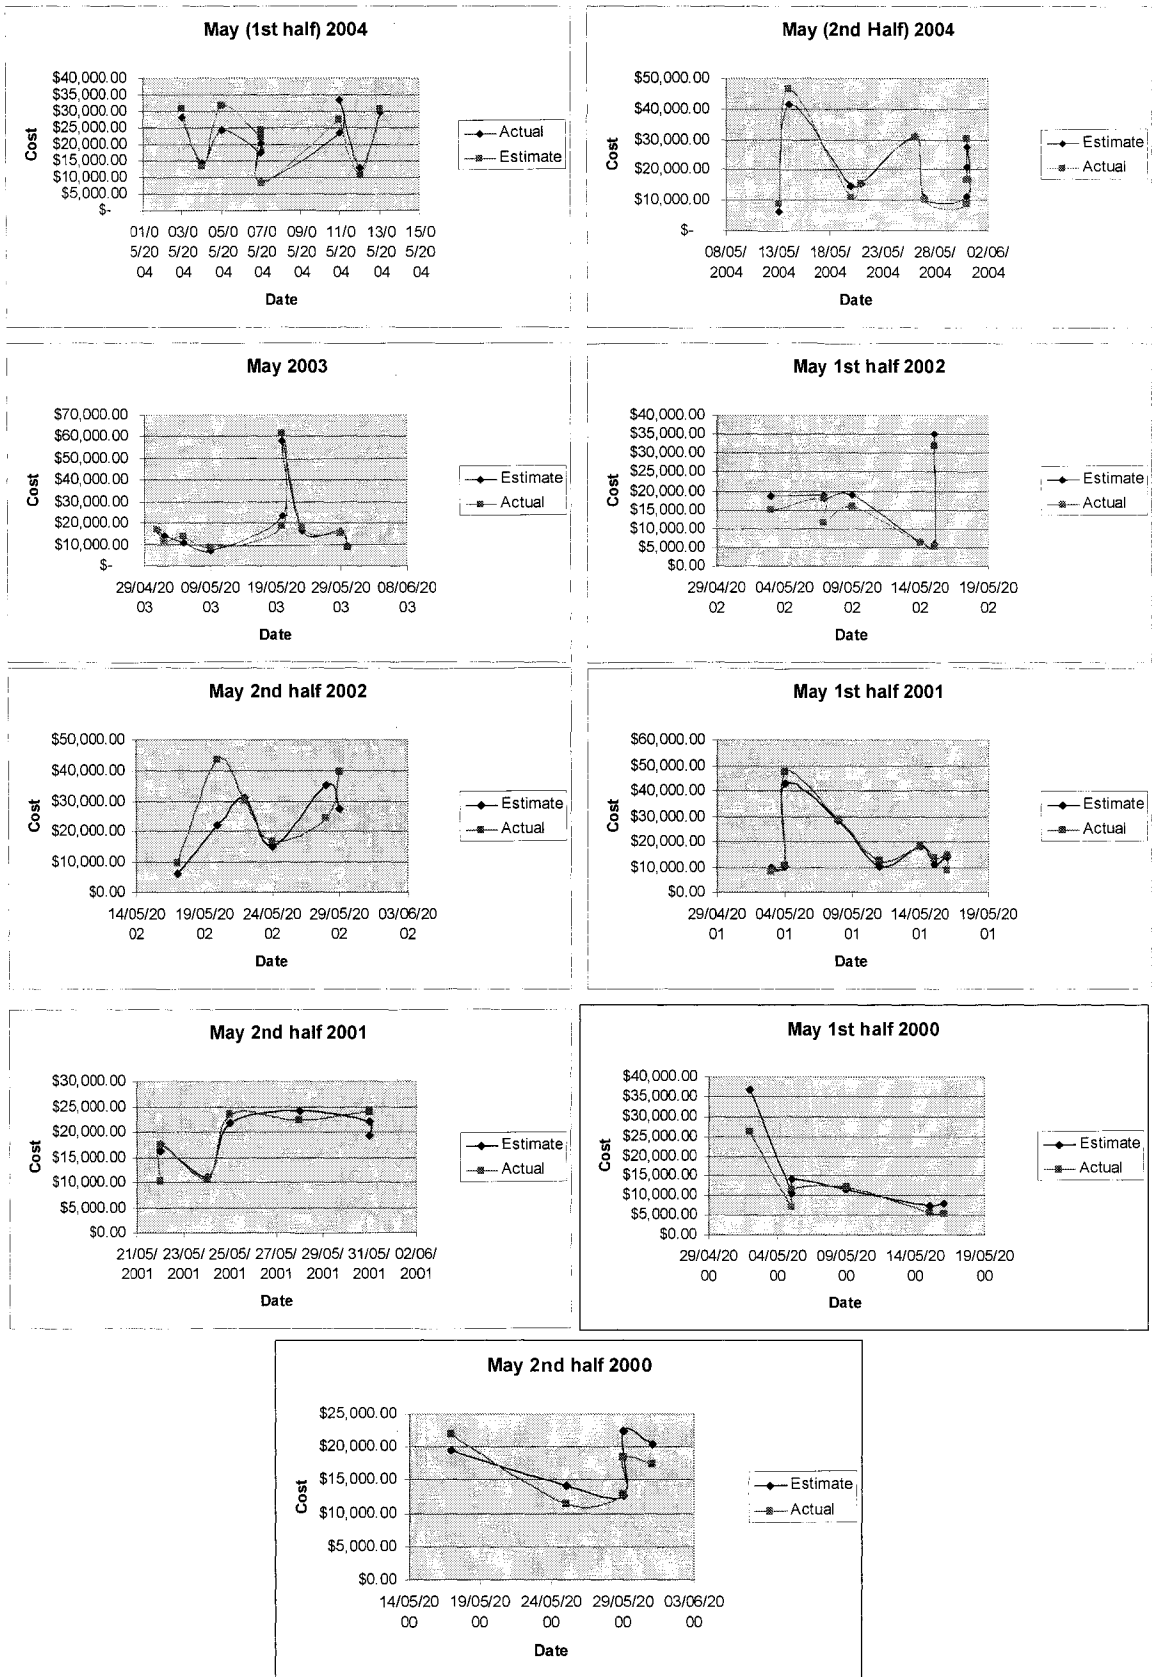 May (1st half) 2004
Cost
$40,000.00
$35,000.00
$30,000.00
$25,000.00
$20,000.00
$15,000.00
$10,000.00
$5,000.00
$-
01/0 03/0 05/0 07/0 09/0 11/0 13/0 15/0
5/20 5/20 5/20 5/20 5/20 5/20 5/20 5/20
04 04 04 04 04 04 04 04
Date
Actual
Estimate
May (2nd Half) 2004
Cost
$50,000.00
$40,000.00
$30,000.00
$20,000.00
$10,000.00
$-
08/05/ 13/05/ 18/05/ 23/05/ 28/05/ 02/06/
2004 2004 2004 2004 2004 2004
Date
Estimate
Actual
May 2003
Cost
$70,000.00
$60,000.00
$50,000.00
$40,000.00
$30,000.00
$20,000.00
$10,000.00
$-
29/04/20 09/05/20 19/05/20 29/05/20 08/06/20
03 03 03 03 03
Date
Estimate
Actual
May 1st half 2002
Cost
$40,000.00
$35,000.00
$30,000.00
$25,000.00
$20,000.00
$15,000.00
$10,000.00
$5,000.00
$0.00
29/04/20 04/05/20 09/05/20 14/05/20 19/05/20
02 02 02 02 02
Date
Estimate
Actual
May 2nd half 2002
Cost
$50,000.00
$40,000.00
$30,000.00
$20,000.00
$10,000.00
$0.00
14/05/20 19/05/20 24/05/20 29/05/20 03/06/20
02 02 02 02 02
Date
Estimate
Actual
May 1st half 2001
Cost
$60,000.00
$50,000.00
$40,000.00
$30,000.00
$20,000.00
$10,000.00
$0.00
29/04/20 04/05/20 09/05/20 14/05/20 19/05/20
01 01 01 01 01
Date
Estimate
Actual
May 2nd half 2001
Cost
$30,000.00
$25,000.00
$20,000.00
$15,000.00
$10,000.00
$5,000.00
$0.00
21/05/ 23/05/ 25/05/ 27/05/ 29/05/ 31/05/ 02/06/
2001 2001 2001 2001 2001 2001 2001
Date
Estimate
Actual
May 1st half 2000
Cost
$40,000.00
$35,000.00
$30,000.00
$25,000.00
$20,000.00
$15,000.00
$10,000.00
$5,000.00
$0.00
29/04/20 04/05/20 09/05/20 14/05/20 19/05/20
00 00 00 00 00
Date
Estimate
Actual
May 2nd half 2000
Cost
$25,000.00
$20,000.00
$15,000.00
$10,000.00
$5,000.00
$0.00
14/05/20 19/05/20 24/05/20 29/05/20 03/06/20
00 00 00 00 00
Date
Estimate
Actual